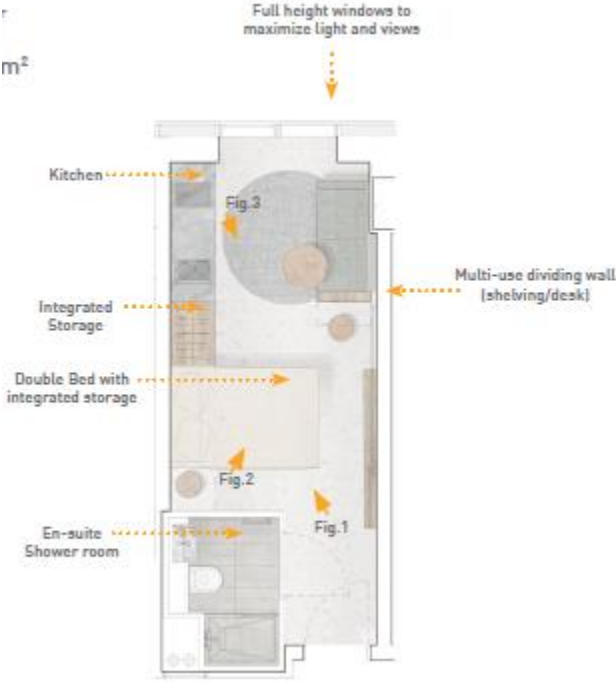 r
Full height windows to
maximize light and views
m²
Kitchen
Fig.3
Multi-use dividing wall
(shelving/desk)
Integrated
Storage
Double Bed with
integrated storage
Fig.2
Fig.1
En-suite
Shower room